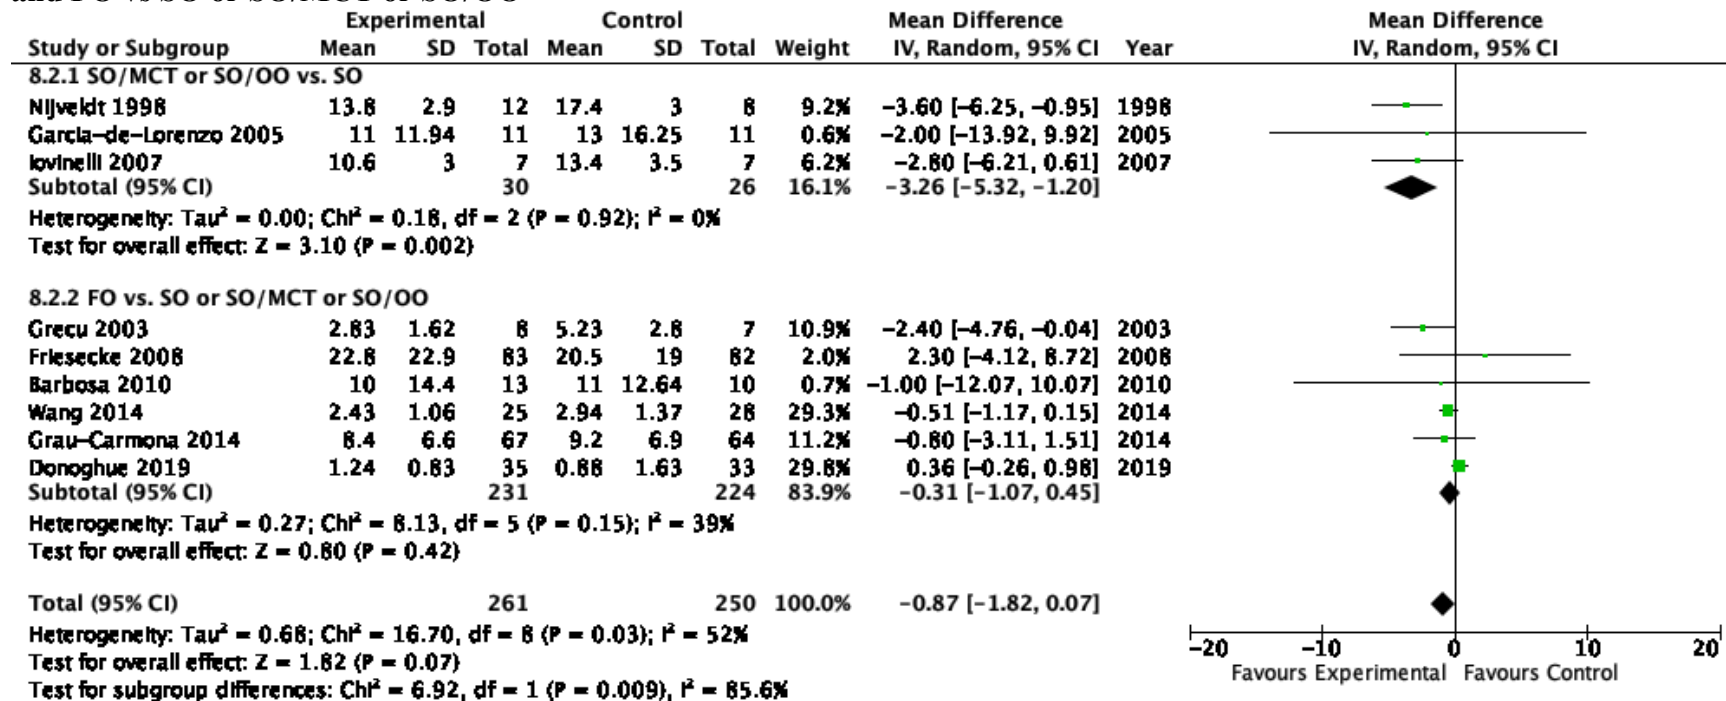 and FO vs SO or SO/MCT or SO/OO
Experimental Control Mean Difference Mean Difference
Study or Subgroup Mean SD Total Mean SD Total Weight IV, Random, 95% CI Year IV, Random, 95% CI
8.2.1 SO/MCT or SO/OO vs. SO
Nijveldt 1998 13.8 2.9 12 17.4 3 8 9.2% −3.60 [−6.25, −0.95] 1998
Garcia−de−Lorenzo 2005 11 11.94 11 13 16.25 11 0.6% −2.00 [−13.92, 9.92] 2005
Iovinelli 2007 10.6 3 7 13.4 3.5 7 6.2% −2.80 [−6.21, 0.61] 2007
Subtotal (95% CI) 30 26 16.1% −3.26 [−5.32, −1.20]
Heterogeneity: Tau² = 0.00; Chi² = 0.18, df = 2 (P = 0.92); I² = 0%
Test for overall effect: Z = 3.10 (P = 0.002)
8.2.2 FO vs. SO or SO/MCT or SO/OO
Grecu 2003 2.83 1.62 8 5.23 2.8 7 10.9% −2.40 [−4.76, −0.04] 2003
Friesecke 2008 22.8 22.9 83 20.5 19 82 2.0% 2.30 [−4.12, 8.72] 2008
Barbosa 2010 10 14.4 13 11 12.64 10 0.7% −1.00 [−12.07, 10.07] 2010
Wang 2014 2.43 1.06 25 2.94 1.37 28 29.3% −0.51 [−1.17, 0.15] 2014
Grau−Carmona 2014 8.4 6.6 67 9.2 6.9 64 11.2% −0.80 [−3.11, 1.51] 2014
Donoghue 2019 1.24 0.83 35 0.88 1.63 33 29.8% 0.36 [−0.26, 0.98] 2019
Subtotal (95% CI) 231 224 83.9% −0.31 [−1.07, 0.45]
Heterogeneity: Tau² = 0.27; Chi² = 8.13, df = 5 (P = 0.15); I² = 39%
Test for overall effect: Z = 0.80 (P = 0.42)
Total (95% CI) 261 250 100.0% −0.87 [−1.82, 0.07]
Heterogeneity: Tau² = 0.68; Chi² = 16.70, df = 8 (P = 0.03); I² = 52%
Test for overall effect: Z = 1.82 (P = 0.07)
Test for subgroup differences: Chi² = 6.92, df = 1 (P = 0.009), I² = 85.6%
−20 −10 0 10 20
Favours Experimental Favours Control